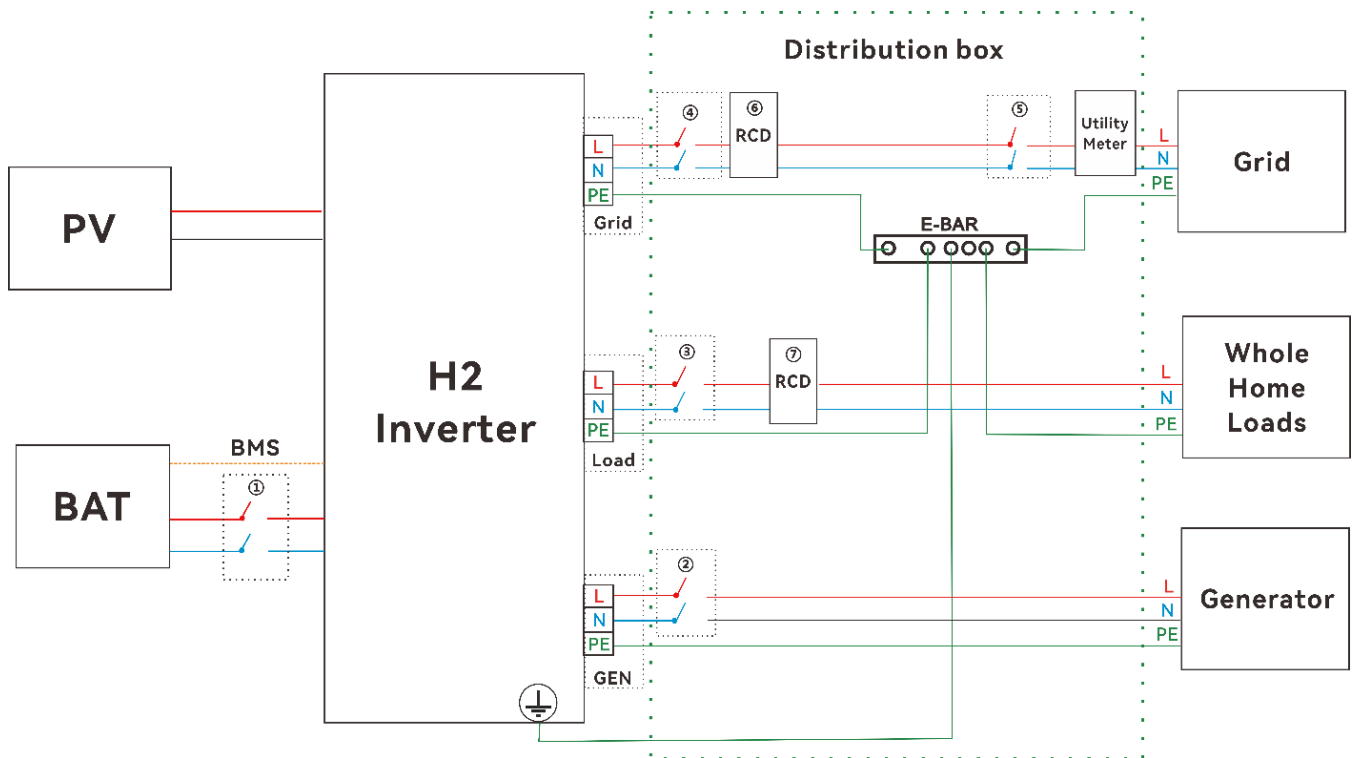 Distribution box
④
⑥
RCD
⑤
Utility
Meter
L
N
PE
Grid
L
N
PE
Grid
PV
E-BAR
H2
Inverter
③
⑦
RCD
L
N
PE
Load
L
N
PE
Whole
Home
Loads
BMS
①
BAT
②
L
N
PE
GEN
L
N
PE
Generator